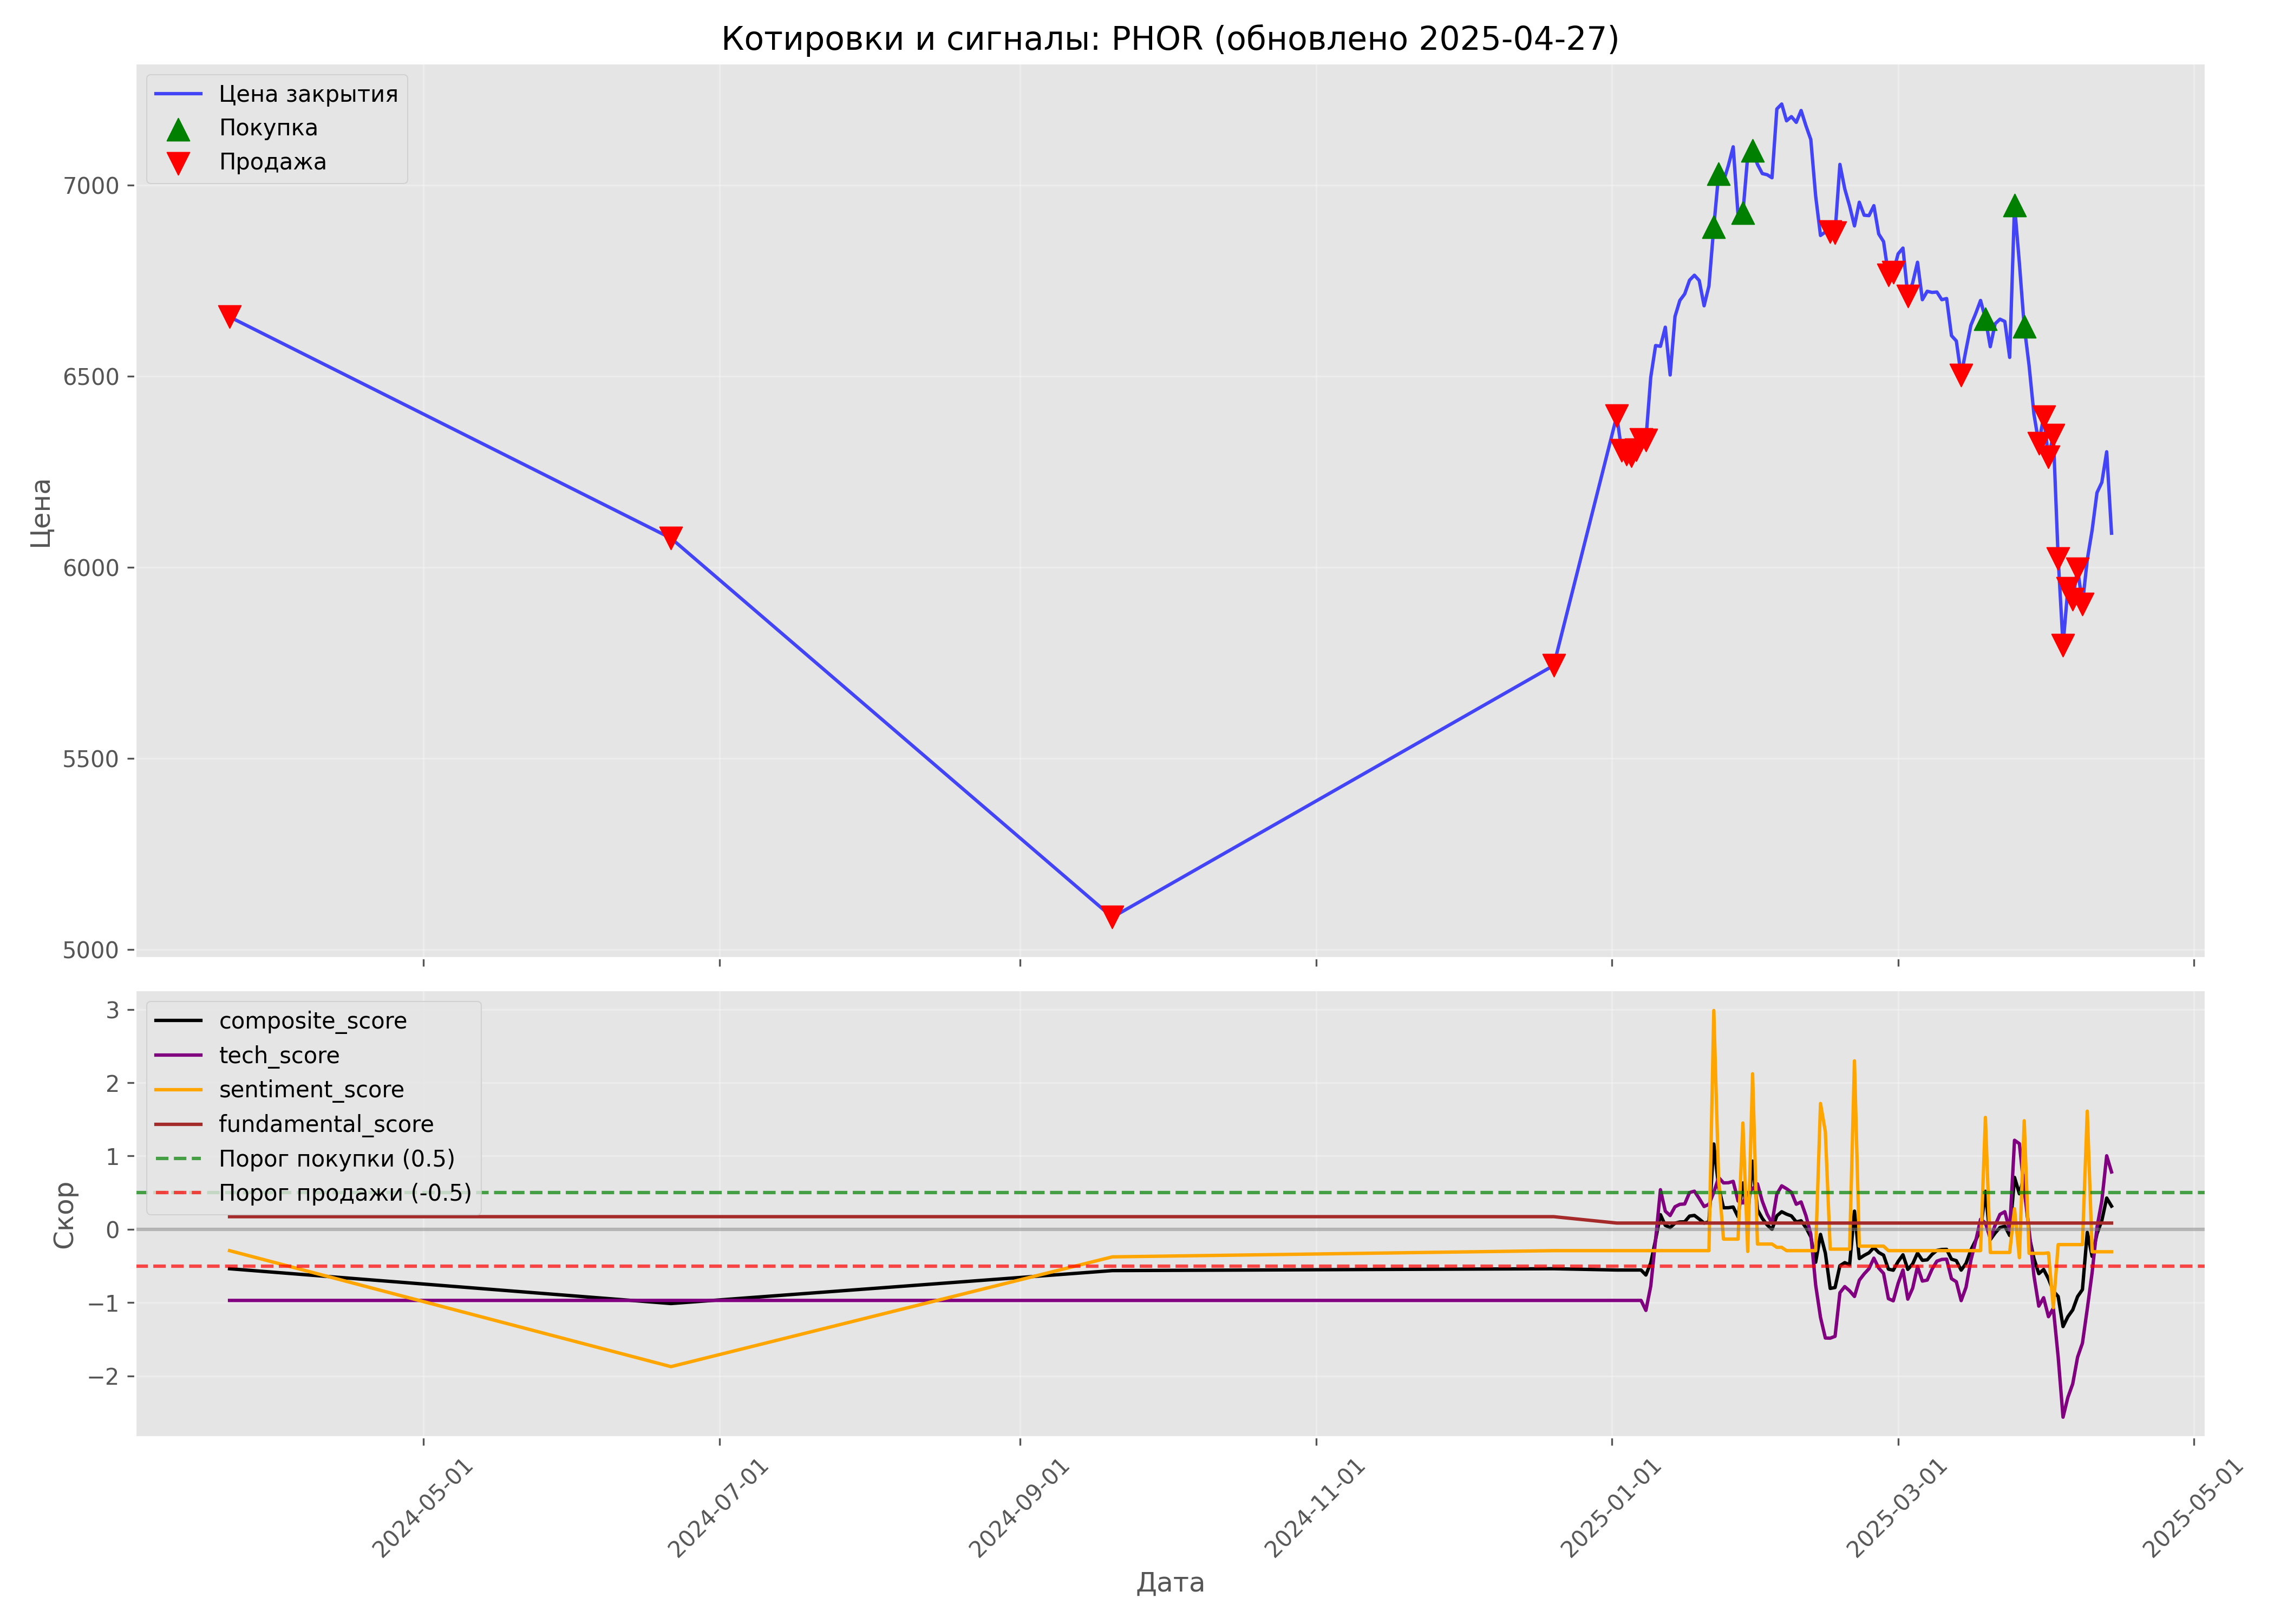 Котировки и сигналы: PHOR (обновлено 2025-04-27)
Цена закрытия
Покупка
Продажа
7000
6500
6000
5500
5000
Цена
composite_score
tech_score
sentiment_score
fundamental_score
Порог покупки (0.5)
Порог продажи (-0.5)
3
2
1
0
−1
−2
Скор
2024-05-01
2024-07-01
2024-09-01
2024-11-01
2025-01-01
2025-03-01
2025-05-01
Дата